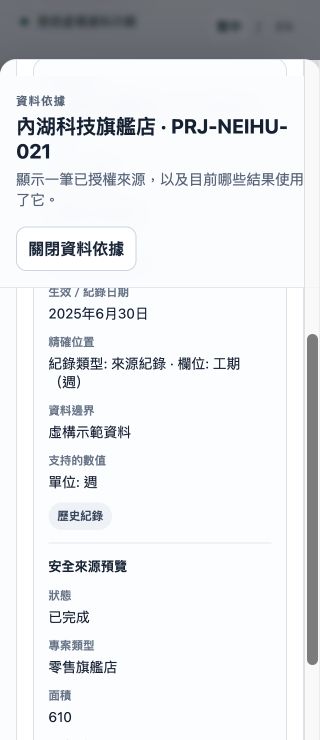 資料依據
內湖科技旗艦店 · PRJ-NEIHU-
021
顯示一筆已授權來源，以及目前哪些結果使用
了它。
關閉資料依據
生效 / 紀錄日期
2025年6月30日
精確位置
紀錄類型: 來源紀錄 · 欄位: 工期
（週）
資料邊界
虛構示範資料
支持的數值
單位: 週
歷史紀錄
安全來源預覽
狀態
已完成
專案類型
零售旗艦店
面積
610